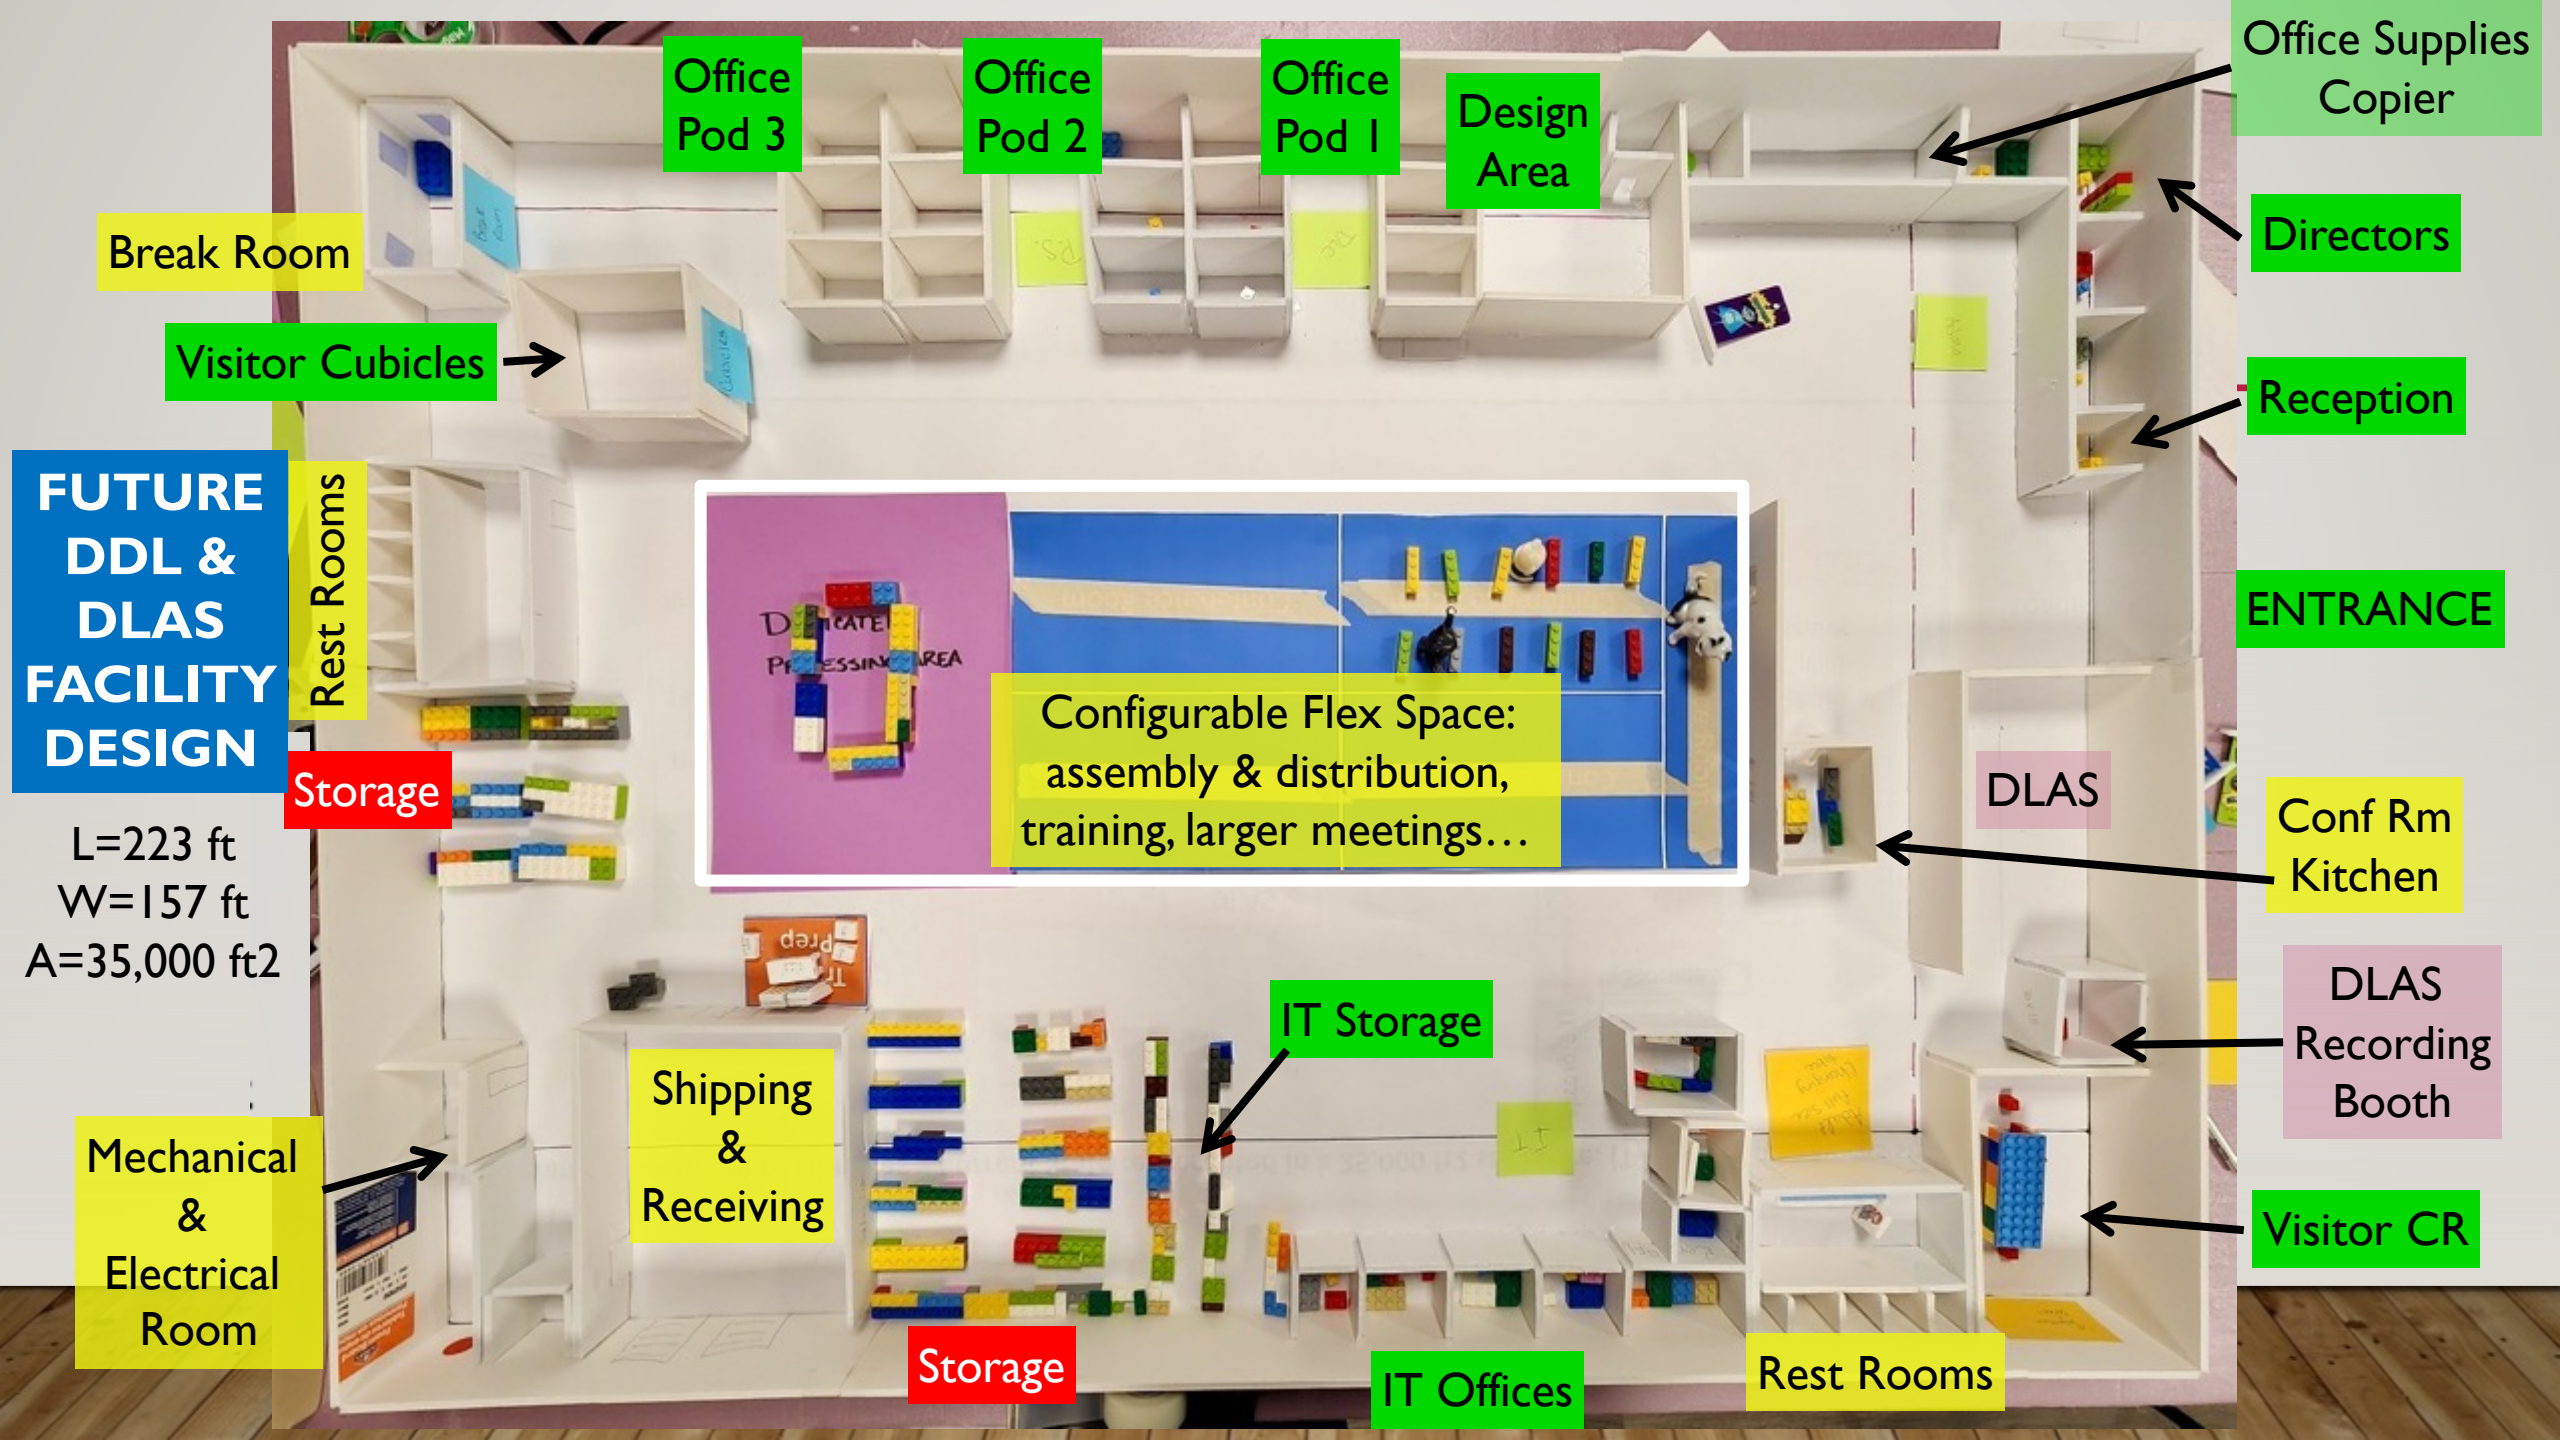 Office Supplies
Copier
Office
Pod 3
Office
Pod 2
Office
Pod 1
Design
Area
Directors
Break Room
Visitor Cubicles
Reception
FUTURE
DDL &
DLAS
FACILITY
DESIGN
Rest Rooms
ENTRANCE
AREA
Configurable Flex Space:
assembly & distribution,
training, larger meetings…
Storage
L=223 ft
W=157 ft
A=35,000 ft2
DLAS
Conf Rm
Kitchen
Prep
IT Storage
DLAS
Recording
Booth
Shipping
&
Receiving
IT
Mechanical
&
Electrical
Room
Visitor CR
Storage
IT Offices
Rest Rooms